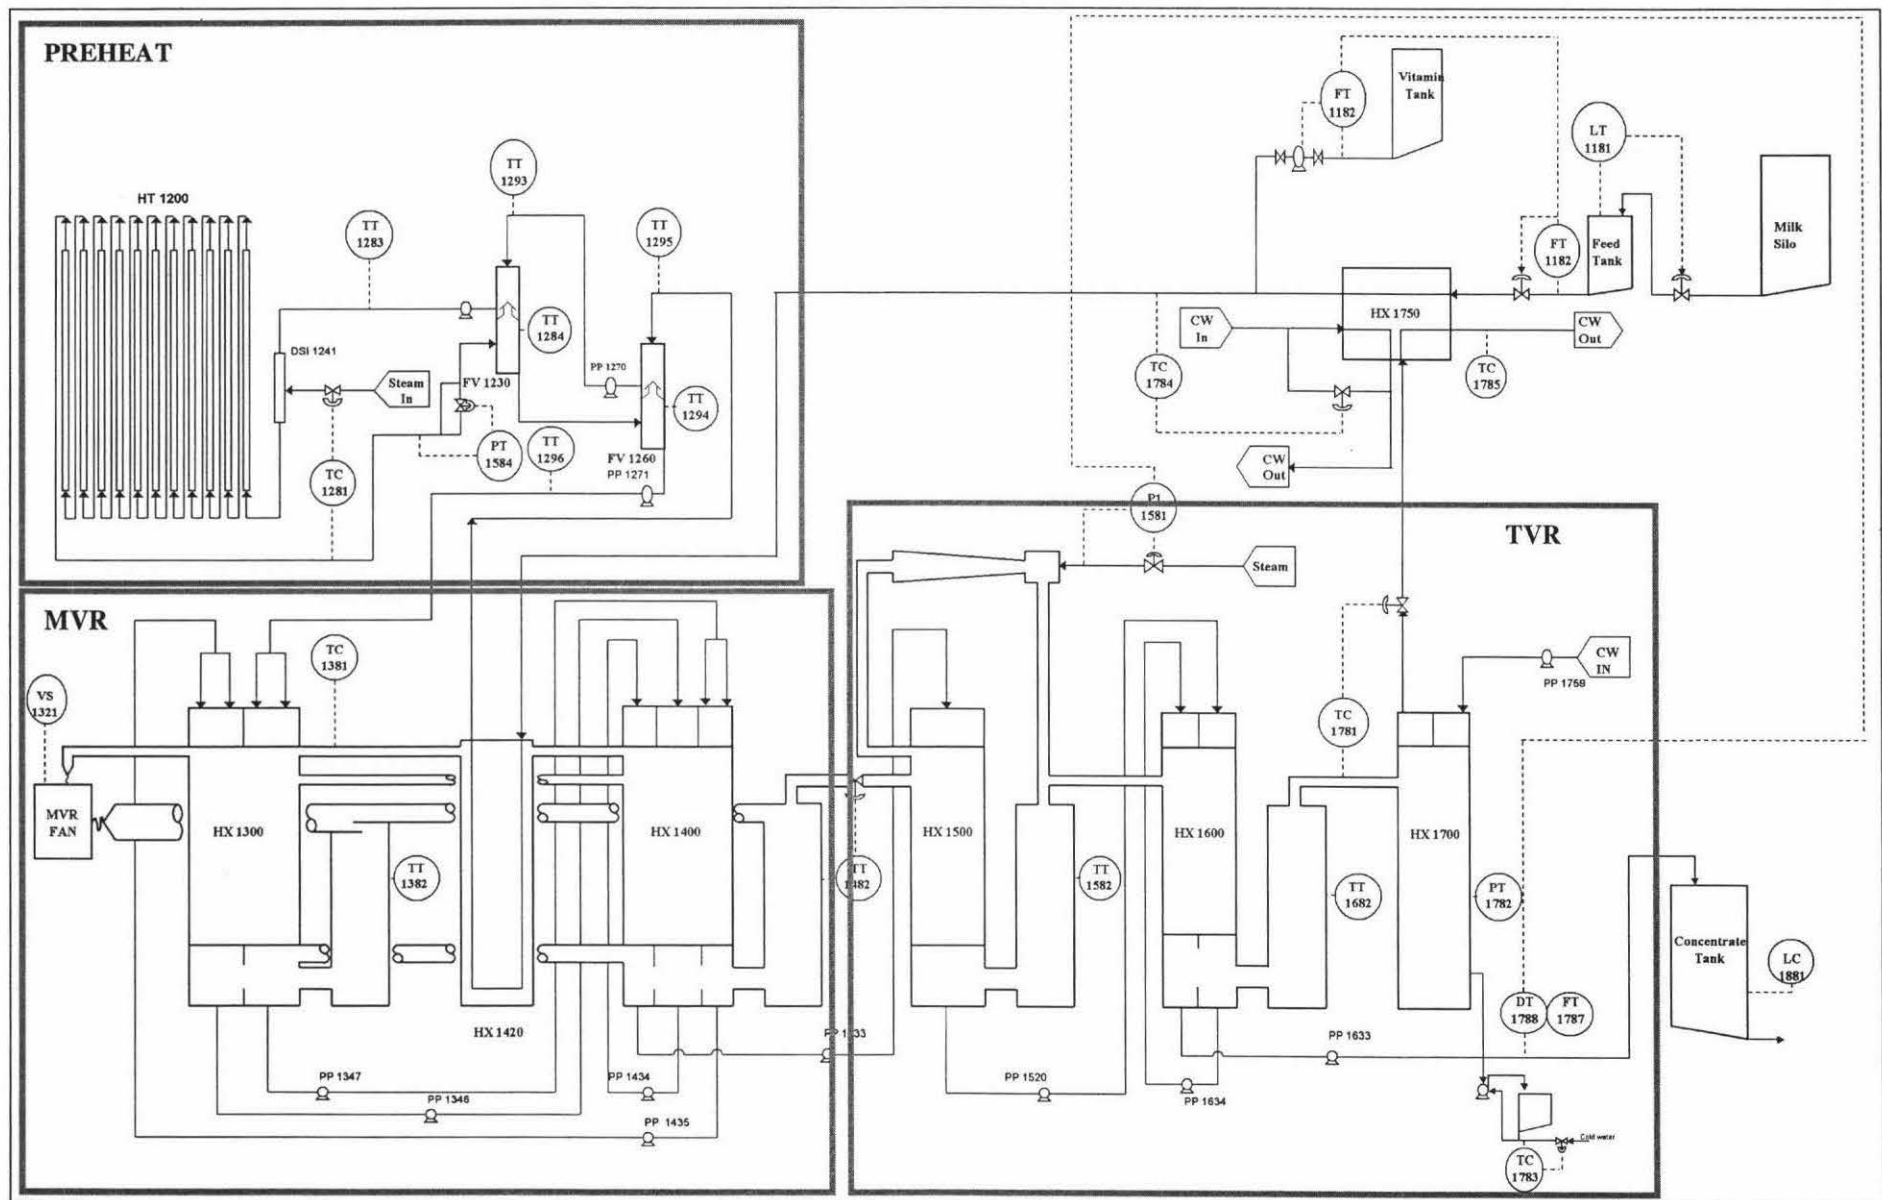 PREHEAT
HT 1200
TT
1283
TT
1293
TT
1295
TT
1284
DSI 1241
Steam
In
FV 1230
PP 1270
TT
1294
TC
1281
PT
1584
TT
1296
FV 1260
PP 1271
Vitamin
Tank
FT
1182
LT
1181
Milk
Silo
Feed
Tank
FT
1182
HX 1750
CW
In
CW
Out
TC
1784
TC
1785
CW
Out
MVR
TC
1381
VS
1321
MVR
FAN
HX 1300
TT
1382
HX 1400
TT
1482
HX 1420
PP 1347
PP 1346
PP 1434
PP 1435
TVR
1581
Steam
CW
IN
PP 1759
TC
1781
HX 1500
TT
1582
HX 1600
TT
1682
HX 1700
PT
1782
Concentrate
Tank
LC
1881
DT
1788
FT
1787
PP 1633
PP 1520
PP 1634
Cold water
TC
1783